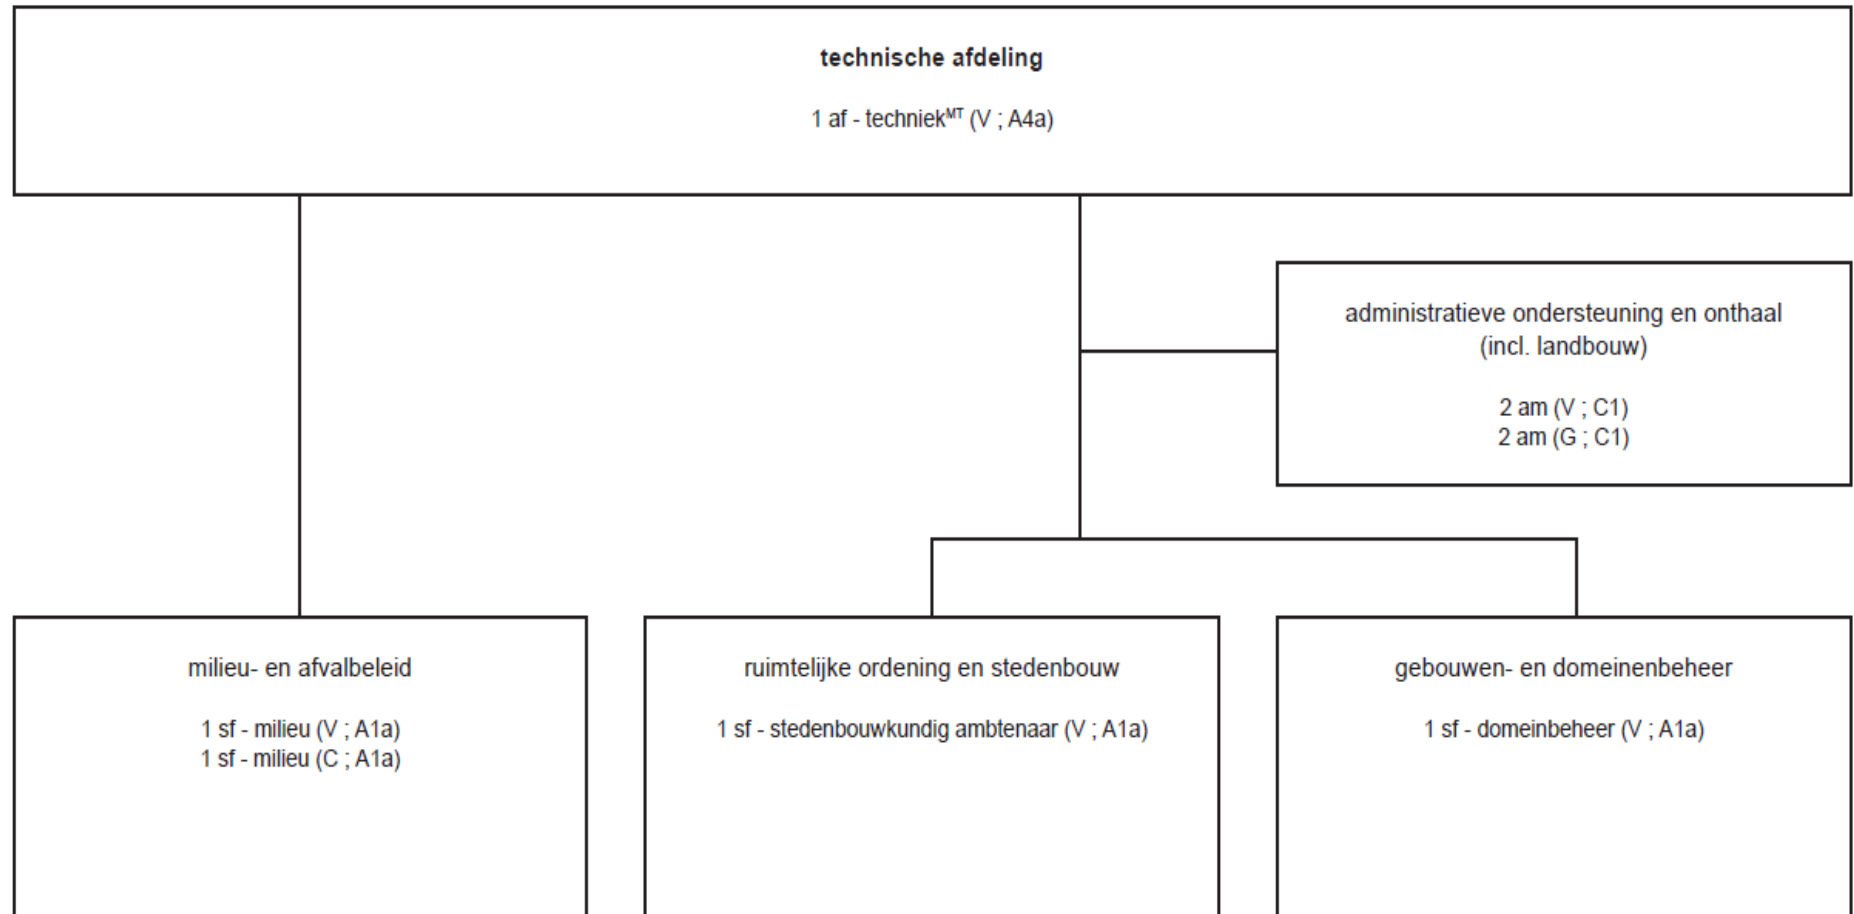 technische afdeling
1 af - techniekᴹᵀ (V ; A4a)
administratieve ondersteuning en onthaal
(incl. landbouw)
2 am (V ; C1)
2 am (G ; C1)
milieu- en afvalbeleid
1 sf - milieu (V ; A1a)
1 sf - milieu (C ; A1a)
ruimtelijke ordening en stedenbouw
1 sf - stedenbouwkundig ambtenaar (V ; A1a)
gebouwen- en domeinenbeheer
1 sf - domeinbeheer (V ; A1a)